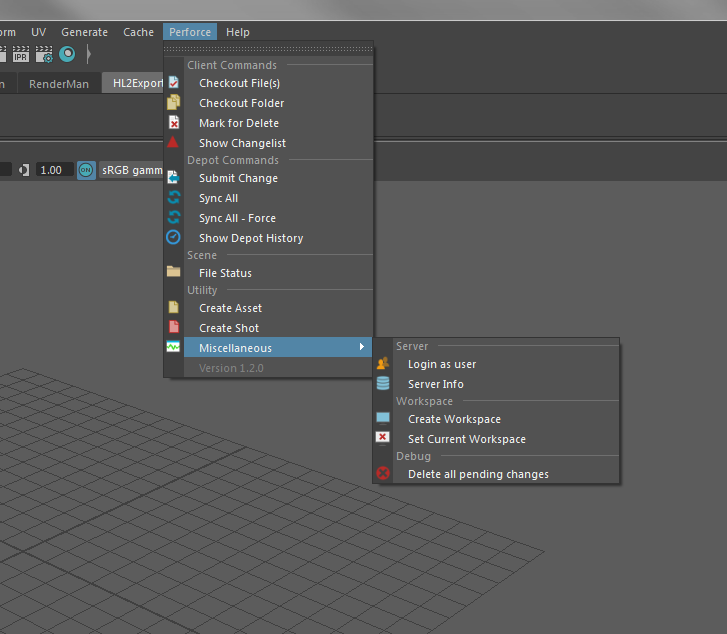 orm UV Generate Cache Perforce Help
IPR
n RenderMan HL2Export
1.00 ON sRGB gamm
Client Commands
Checkout File(s)
Checkout Folder
Mark for Delete
Show Changelist
Depot Commands
Submit Change
Sync All
Sync All - Force
Show Depot History
Scene
File Status
Utility
Create Asset
Create Shot
Miscellaneous
Version 1.2.0
Server
Login as user
Server Info
Workspace
Create Workspace
Set Current Workspace
Debug
Delete all pending changes